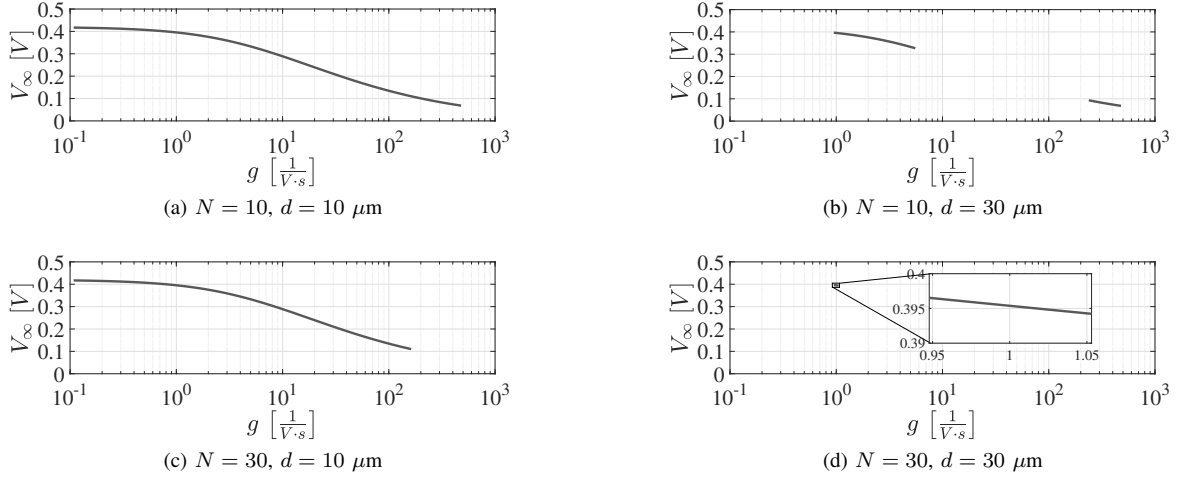 0.5
0.4
0.3
0.2
0.1
0
V∞ [V]
10^-1 10^0 10^1 10^2 10^3
g [1/(V·s)]
(a) N = 10, d = 10 μm
0.5
0.4
0.3
0.2
0.1
0
V∞ [V]
10^-1 10^0 10^1 10^2 10^3
g [1/(V·s)]
(b) N = 10, d = 30 μm
0.5
0.4
0.3
0.2
0.1
0
V∞ [V]
10^-1 10^0 10^1 10^2 10^3
g [1/(V·s)]
(c) N = 30, d = 10 μm
0.5
0.4
0.3
0.2
0.1
0
V∞ [V]
0.4
0.395
0.39
0.95 1 1.05
10^-1 10^0 10^1 10^2 10^3
g [1/(V·s)]
(d) N = 30, d = 30 μm